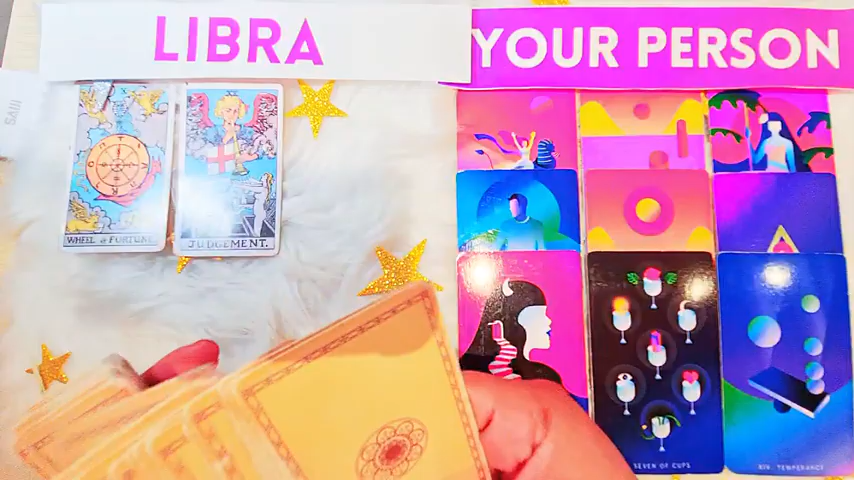 LIBRA
YOUR PERSON
WHEEL of FORTUNE.
JUDGEMENT.
SEVEN OF CUPS
XIV. TEMPERANCE